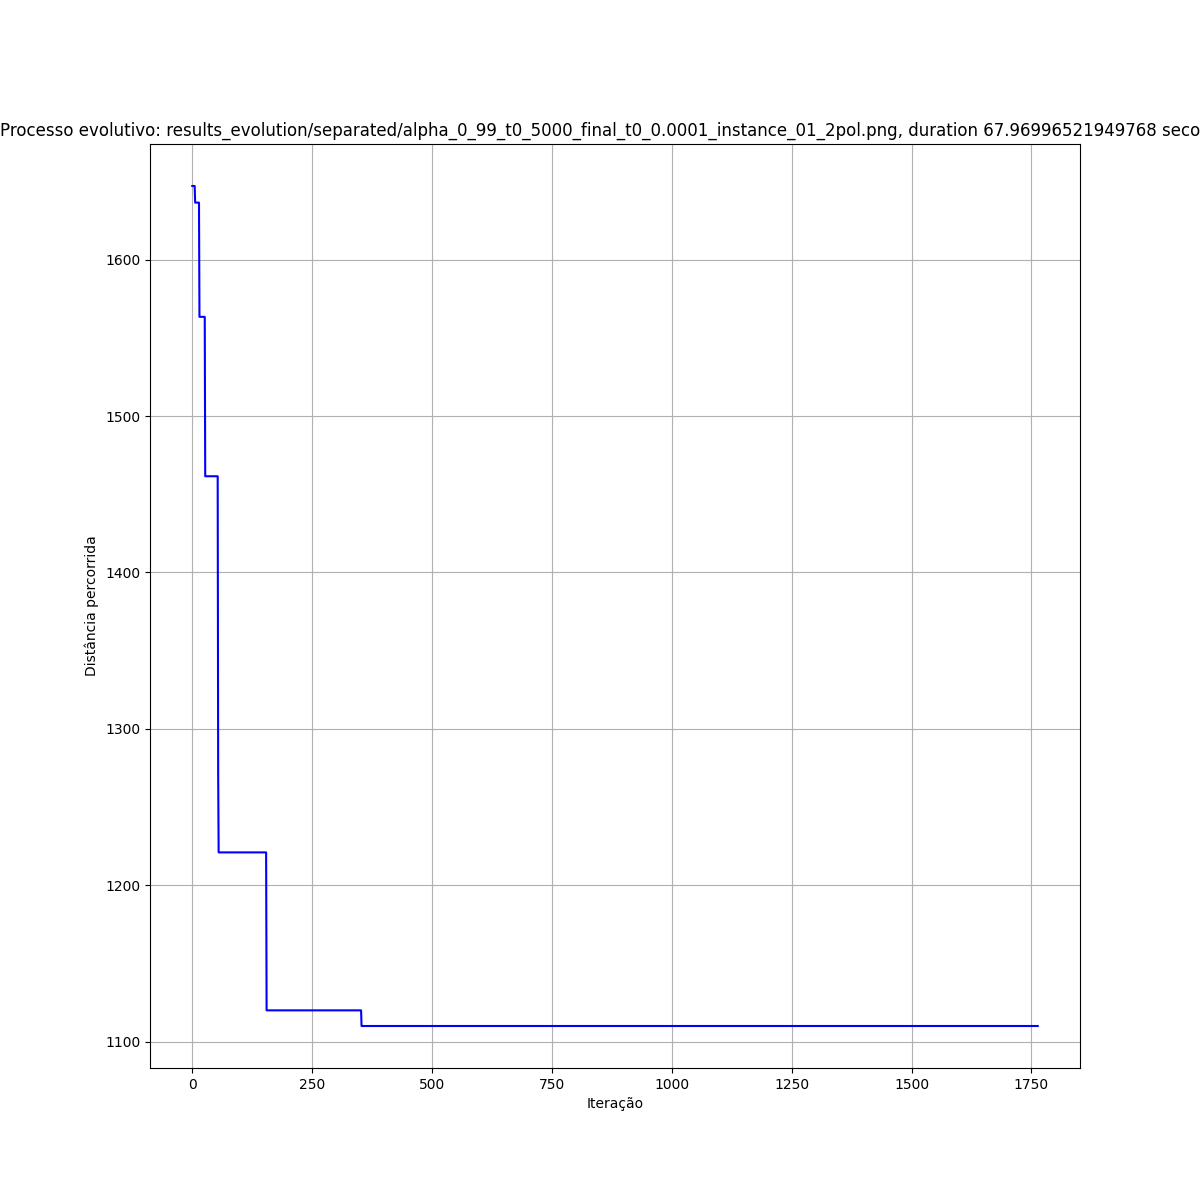 Processo evolutivo: results_evolution/separated/alpha_0_99_t0_5000_final_t0_0.0001_instance_01_2pol.png, duration 67.96996521949768 seco
1600
1500
1400
1300
1200
1100
Distância percorrida
0 250 500 750 1000 1250 1500 1750
Iteração